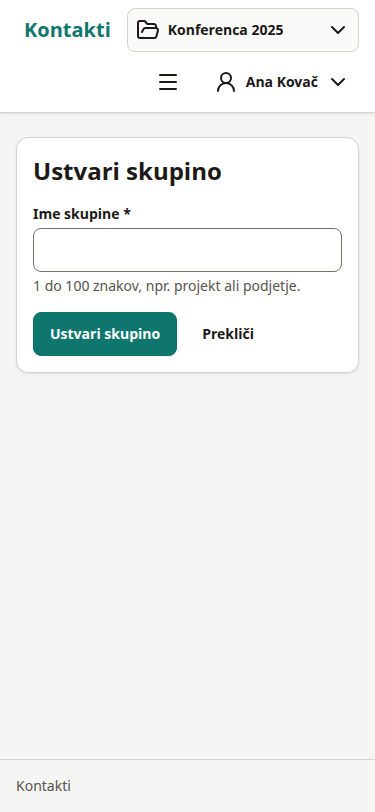 Kontakti
Konferenca 2025
Ana Kovač
Ustvari skupino
Ime skupine *
1 do 100 znakov, npr. projekt ali podjetje.
Ustvari skupino
Prekliči
Kontakti